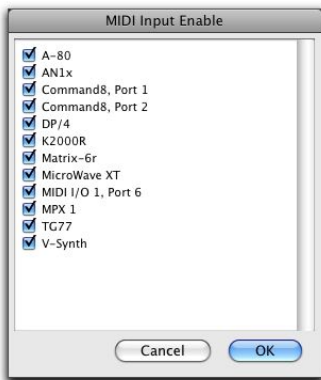 MIDI Input Enable
A-80
AN1x
Command8, Port 1
Command8, Port 2
DP/4
K2000R
Matrix-6r
MicroWave XT
MIDI I/O 1, Port 6
MPX 1
TG77
V-Synth
Cancel OK